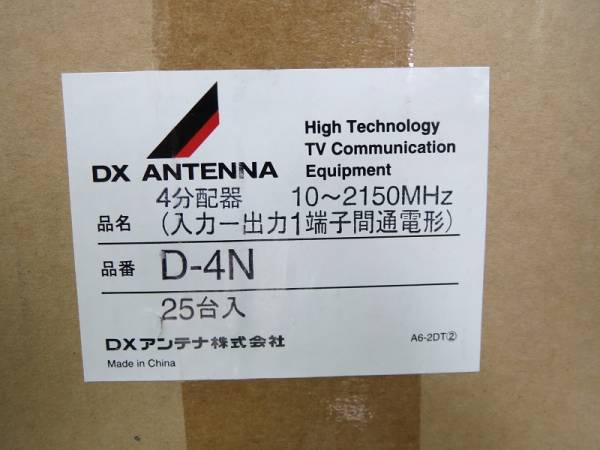 DX ANTENNA
High Technology
TV Communication
Equipment
4分配器 10～2150MHz
品名 (入力ー出力1端子間通電形)
品番 D-4N
25台入
DXアンテナ株式会社
A6-2DT②
Made in China